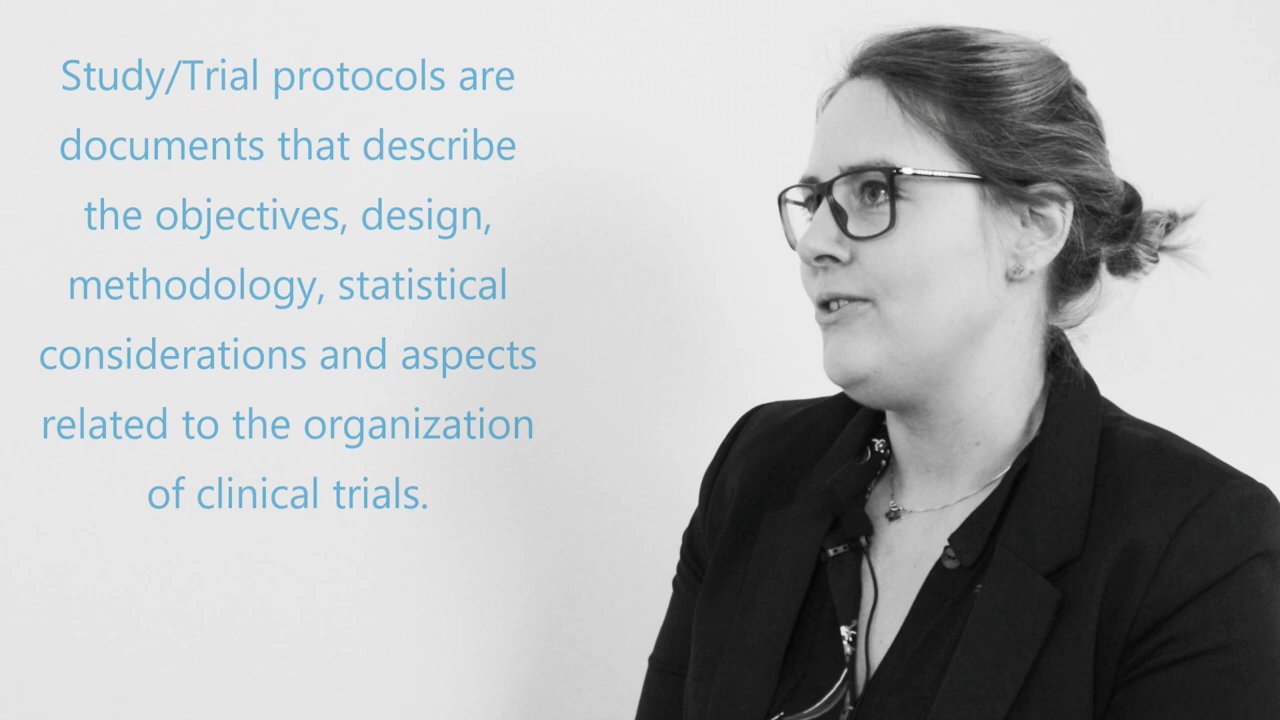 Study/Trial protocols are
documents that describe
the objectives, design,
methodology, statistical
considerations and aspects
related to the organization
of clinical trials.